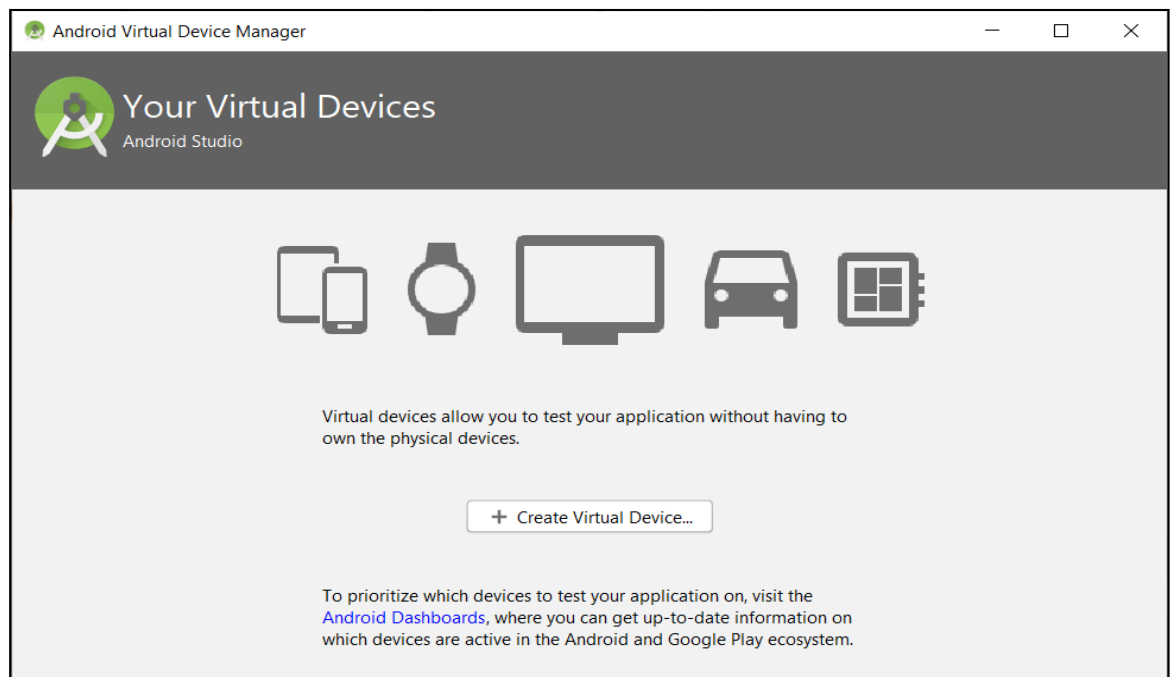 Android Virtual Device Manager
Your Virtual Devices
Android Studio
Virtual devices allow you to test your application without having to
own the physical devices.
+ Create Virtual Device...
To prioritize which devices to test your application on, visit the
Android Dashboards, where you can get up-to-date information on
which devices are active in the Android and Google Play ecosystem.